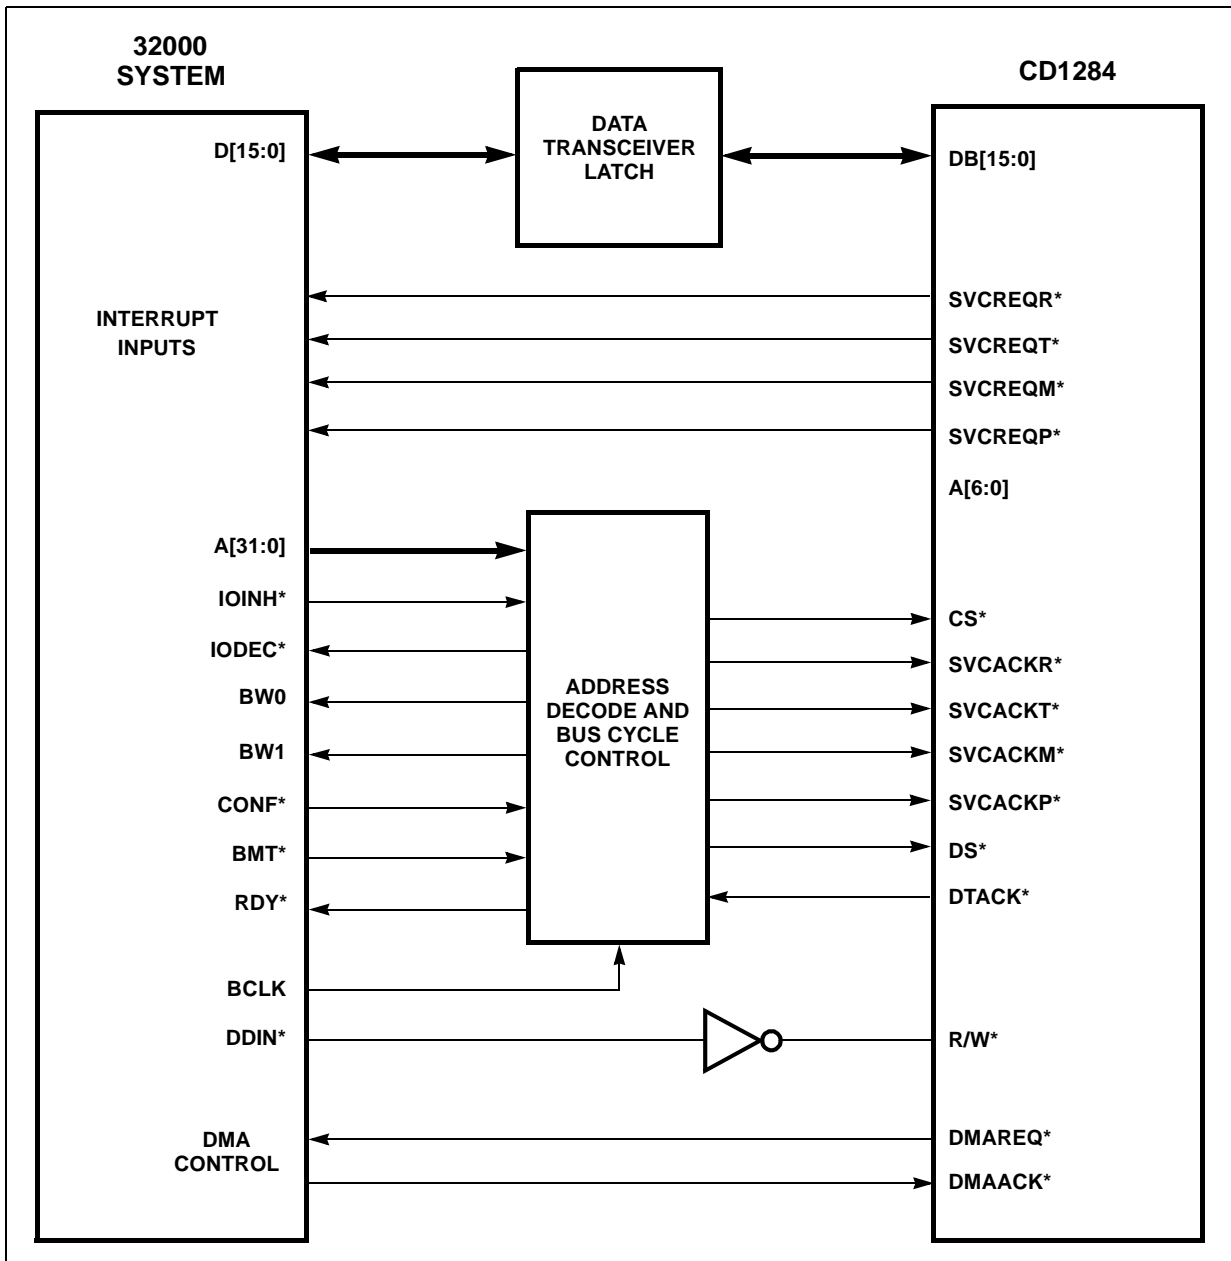 32000
SYSTEM
CD1284
DATA
TRANSCEIVER
LATCH
D[15:0]
DB[15:0]
INTERRUPT
INPUTS
SVCREQR*
SVCREQT*
SVCREQM*
SVCREQP*
A[6:0]
A[31:0]
IOINH*
IODEC*
BW0
BW1
CONF*
BMT*
RDY*
BCLK
DDIN*
ADDRESS
DECODE AND
BUS CYCLE
CONTROL
CS*
SVCACKR*
SVCACKT*
SVCACKM*
SVCACKP*
DS*
DTACK*
R/W*
DMA
CONTROL
DMAREQ*
DMAACK*